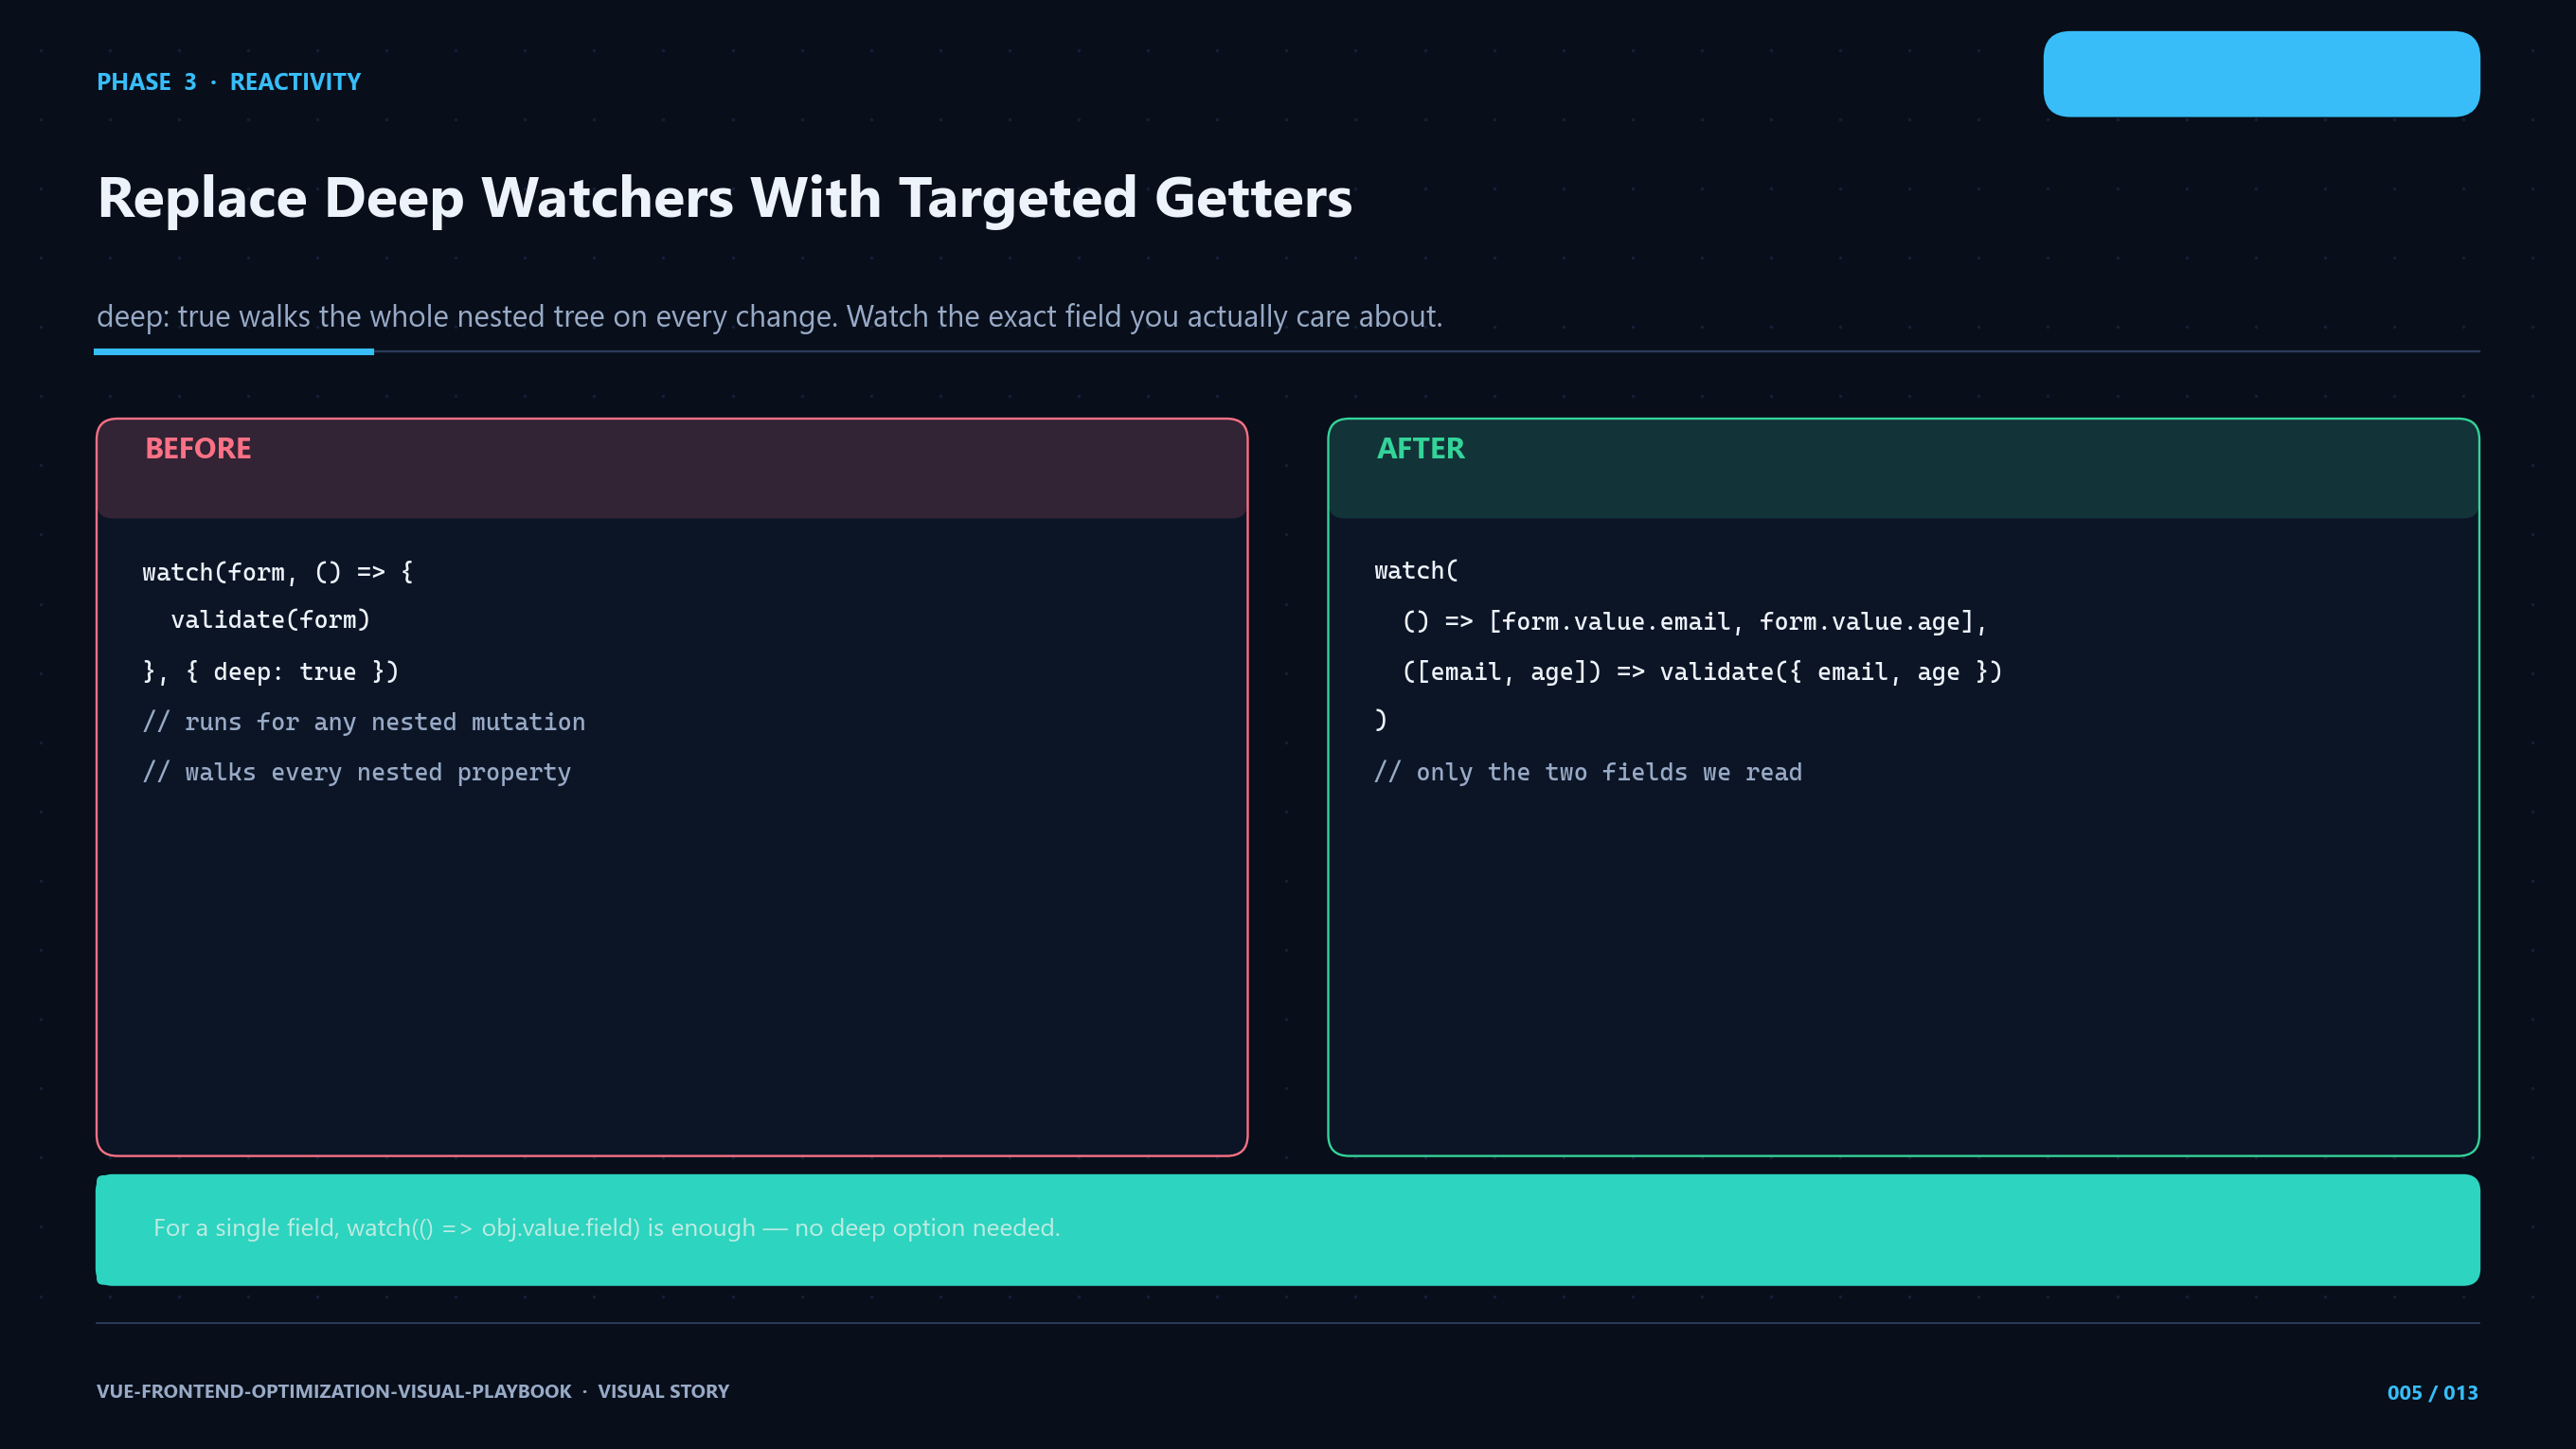 PHASE 3 · REACTIVITY
Replace Deep Watchers With Targeted Getters
deep: true walks the whole nested tree on every change. Watch the exact field you actually care about.
BEFORE
watch(form, () => {
  validate(form)
}, { deep: true })
// runs for any nested mutation
// walks every nested property
AFTER
watch(
  () => [form.value.email, form.value.age],
  ([email, age]) => validate({ email, age })
)
// only the two fields we read
For a single field, watch(() => obj.value.field) is enough — no deep option needed.
VUE-FRONTEND-OPTIMIZATION-VISUAL-PLAYBOOK · VISUAL STORY
005 / 013